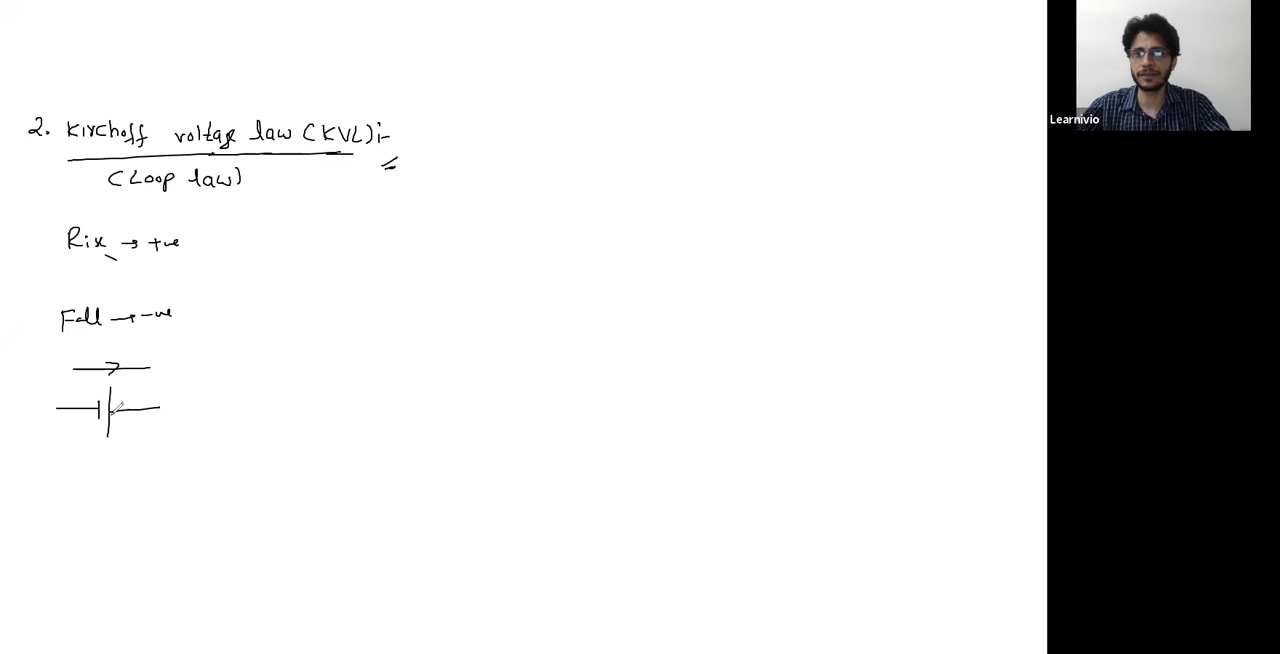 2. Kirchoff voltage law (KVL):-
(Loop law)
Rise → +ve
Fall → -ve
Learnivio